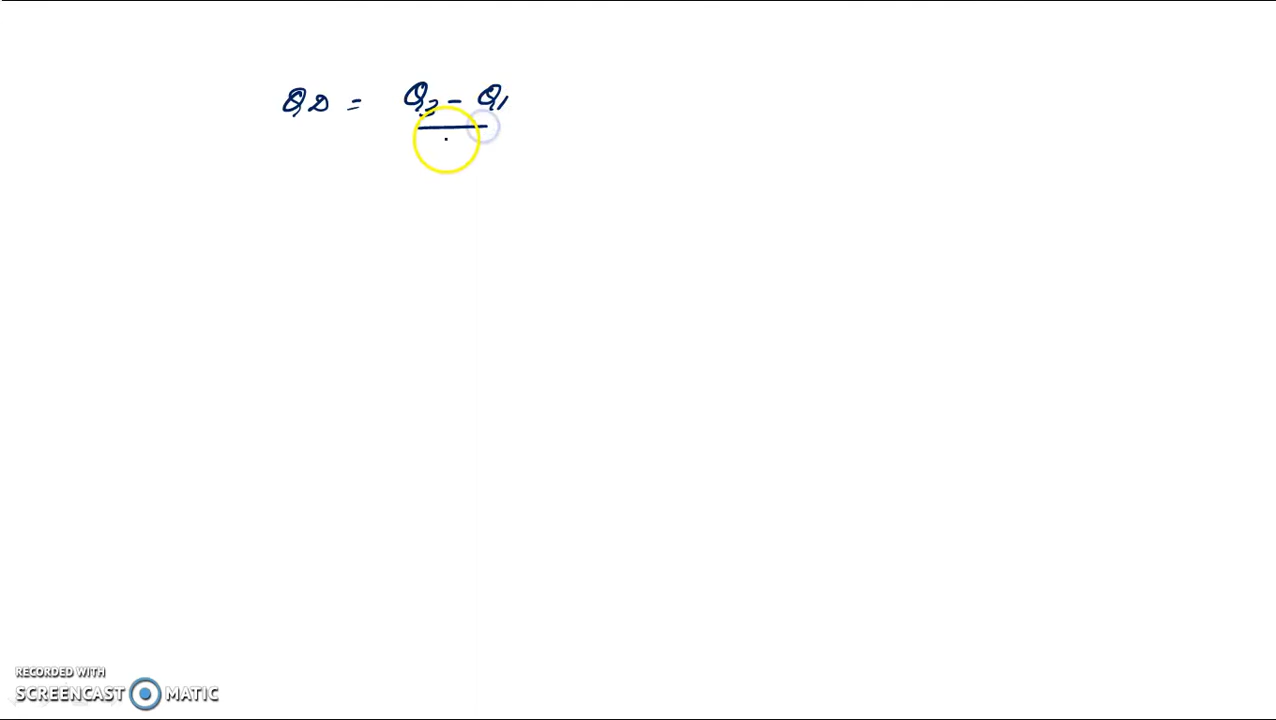 QD = Q3 - Q1
RECORDED WITH
SCREENCAST MATIC